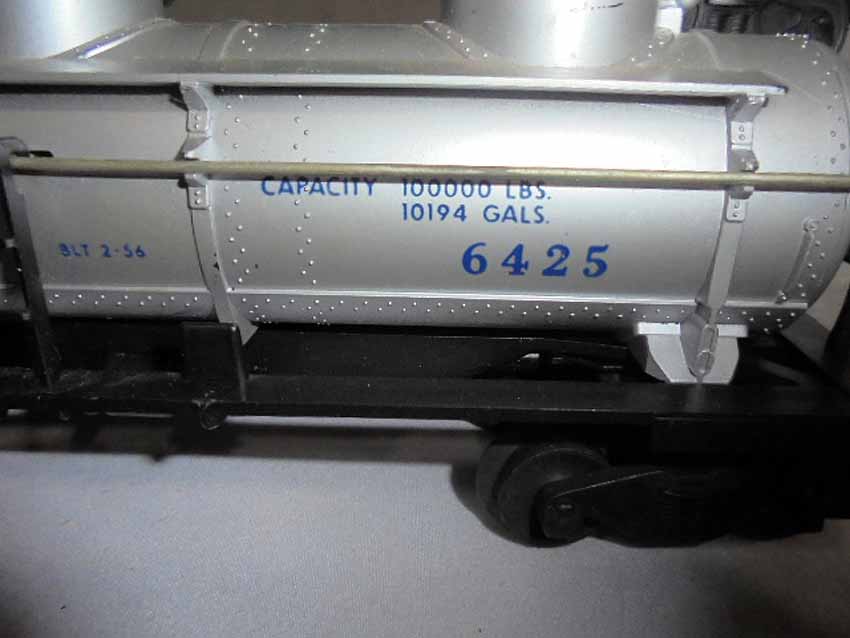 CAPACITY 100000 LBS.
10194 GALS.
BLT 2-56
6425